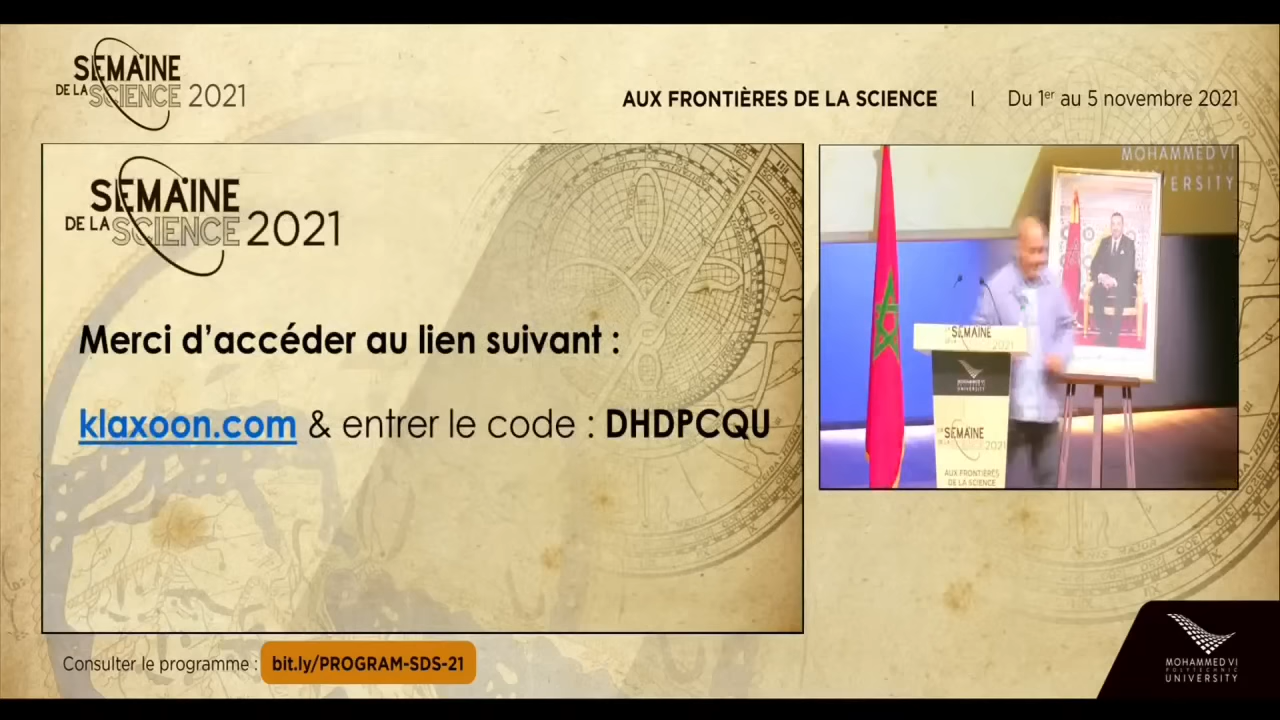 SEMAINE
DE LA SCIENCE 2021
AUX FRONTIÈRES DE LA SCIENCE | Du 1er au 5 novembre 2021
SEMAINE
DE LA SCIENCE 2021
Merci d'accéder au lien suivant :
klaxoon.com & entrer le code : DHDPCQU
MOHAMMED VI
ERSITY
SEMAINE
2021
SEMAINE
2021
AUX FRONTIÈRES
DE LA SCIENCE
Consulter le programme : bit.ly/PROGRAM-SDS-21
MOHAMMED VI
POLYTECHNIC
UNIVERSITY